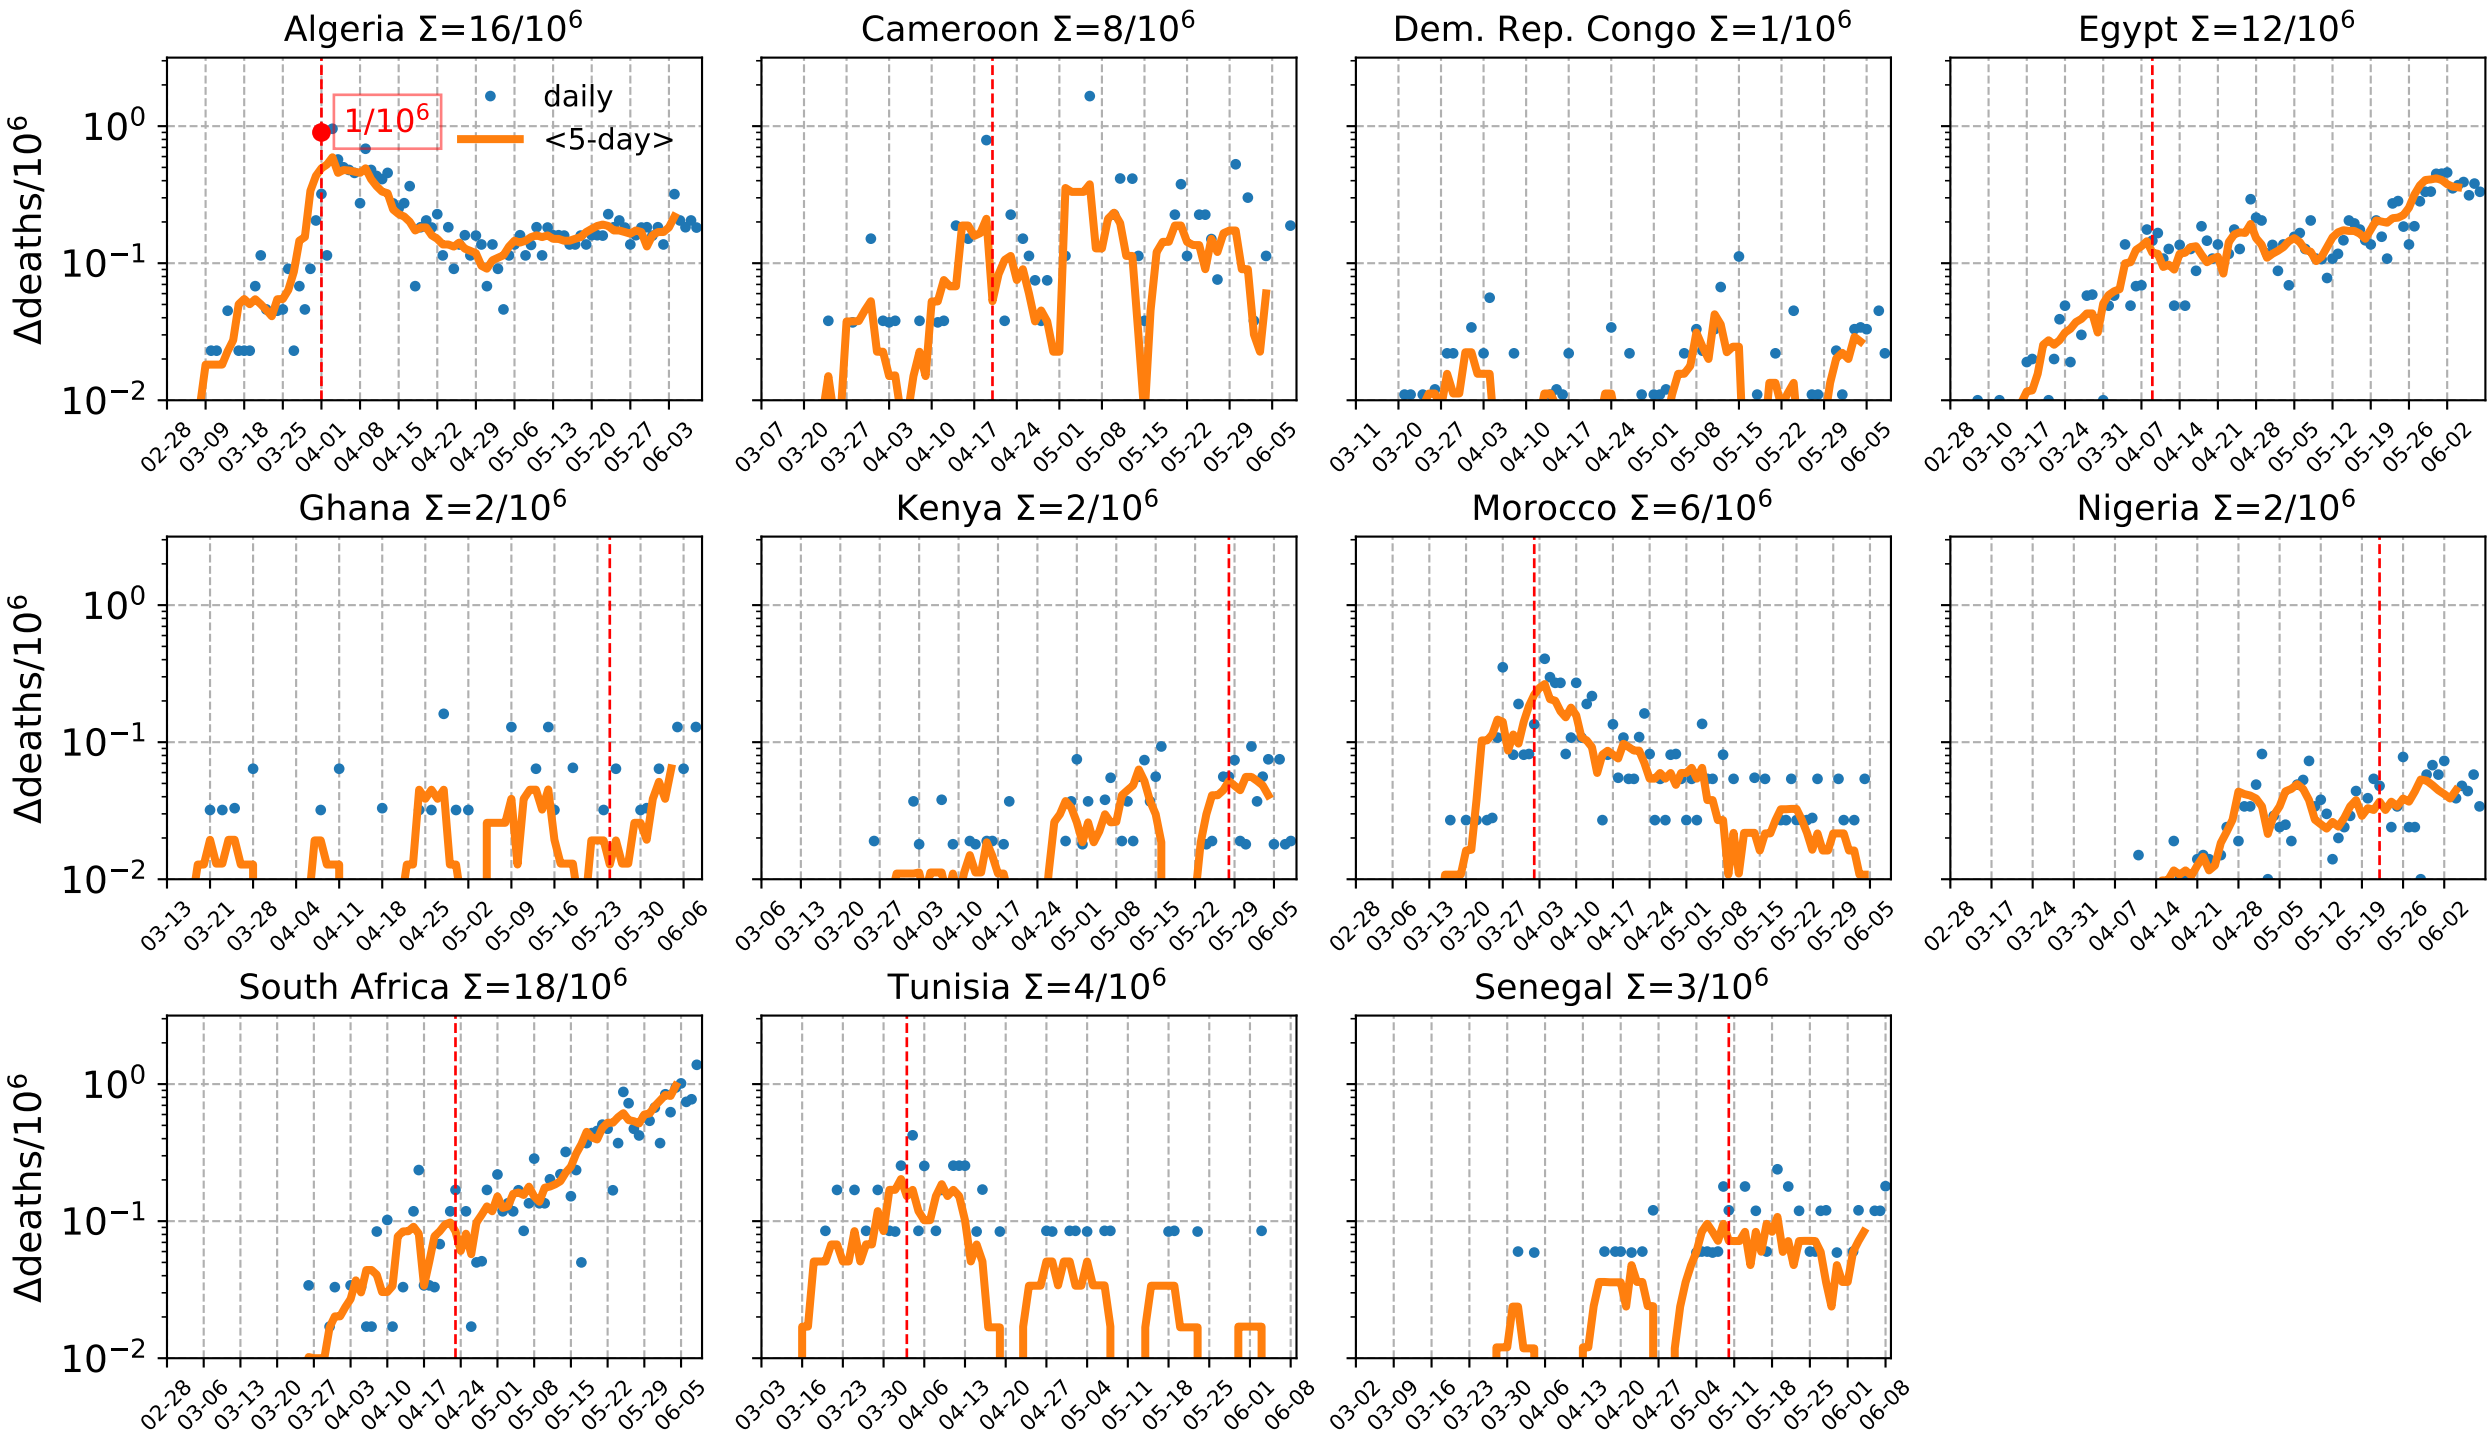 Algeria Σ=16/10⁶
Cameroon Σ=8/10⁶
Dem. Rep. Congo Σ=1/10⁶
Egypt Σ=12/10⁶
Δdeaths/10⁶
10⁰
10⁻¹
10⁻²
1/10⁶
daily
<5-day>
02-28 03-09 03-18 03-25 04-01 04-08 04-15 04-22 04-29 05-06 05-13 05-20 05-27 06-03
03-07 03-20 03-27 04-03 04-10 04-17 04-24 05-01 05-08 05-15 05-22 05-29 06-05
03-11 03-20 03-27 04-03 04-10 04-17 04-24 05-01 05-08 05-15 05-22 05-29 06-05
02-28 03-10 03-17 03-24 03-31 04-07 04-14 04-21 04-28 05-05 05-12 05-19 05-26 06-02
Ghana Σ=2/10⁶
Kenya Σ=2/10⁶
Morocco Σ=6/10⁶
Nigeria Σ=2/10⁶
Δdeaths/10⁶
10⁰
10⁻¹
10⁻²
03-13 03-21 03-28 04-04 04-11 04-18 04-25 05-02 05-09 05-16 05-23 05-30 06-06
03-06 03-13 03-20 03-27 04-03 04-10 04-17 04-24 05-01 05-08 05-15 05-22 05-29 06-05
02-28 03-06 03-13 03-20 03-27 04-03 04-10 04-17 04-24 05-01 05-08 05-15 05-22 05-29 06-05
02-28 03-17 03-24 03-31 04-07 04-14 04-21 04-28 05-05 05-12 05-19 05-26 06-02
South Africa Σ=18/10⁶
Tunisia Σ=4/10⁶
Senegal Σ=3/10⁶
Δdeaths/10⁶
10⁰
10⁻¹
10⁻²
02-28 03-06 03-13 03-20 03-27 04-03 04-10 04-17 04-24 05-01 05-08 05-15 05-22 05-29 06-05
03-03 03-16 03-23 03-30 04-06 04-13 04-20 04-27 05-04 05-11 05-18 05-25 06-01 06-08
03-02 03-09 03-16 03-23 03-30 04-06 04-13 04-20 04-27 05-04 05-11 05-18 05-25 06-01 06-08